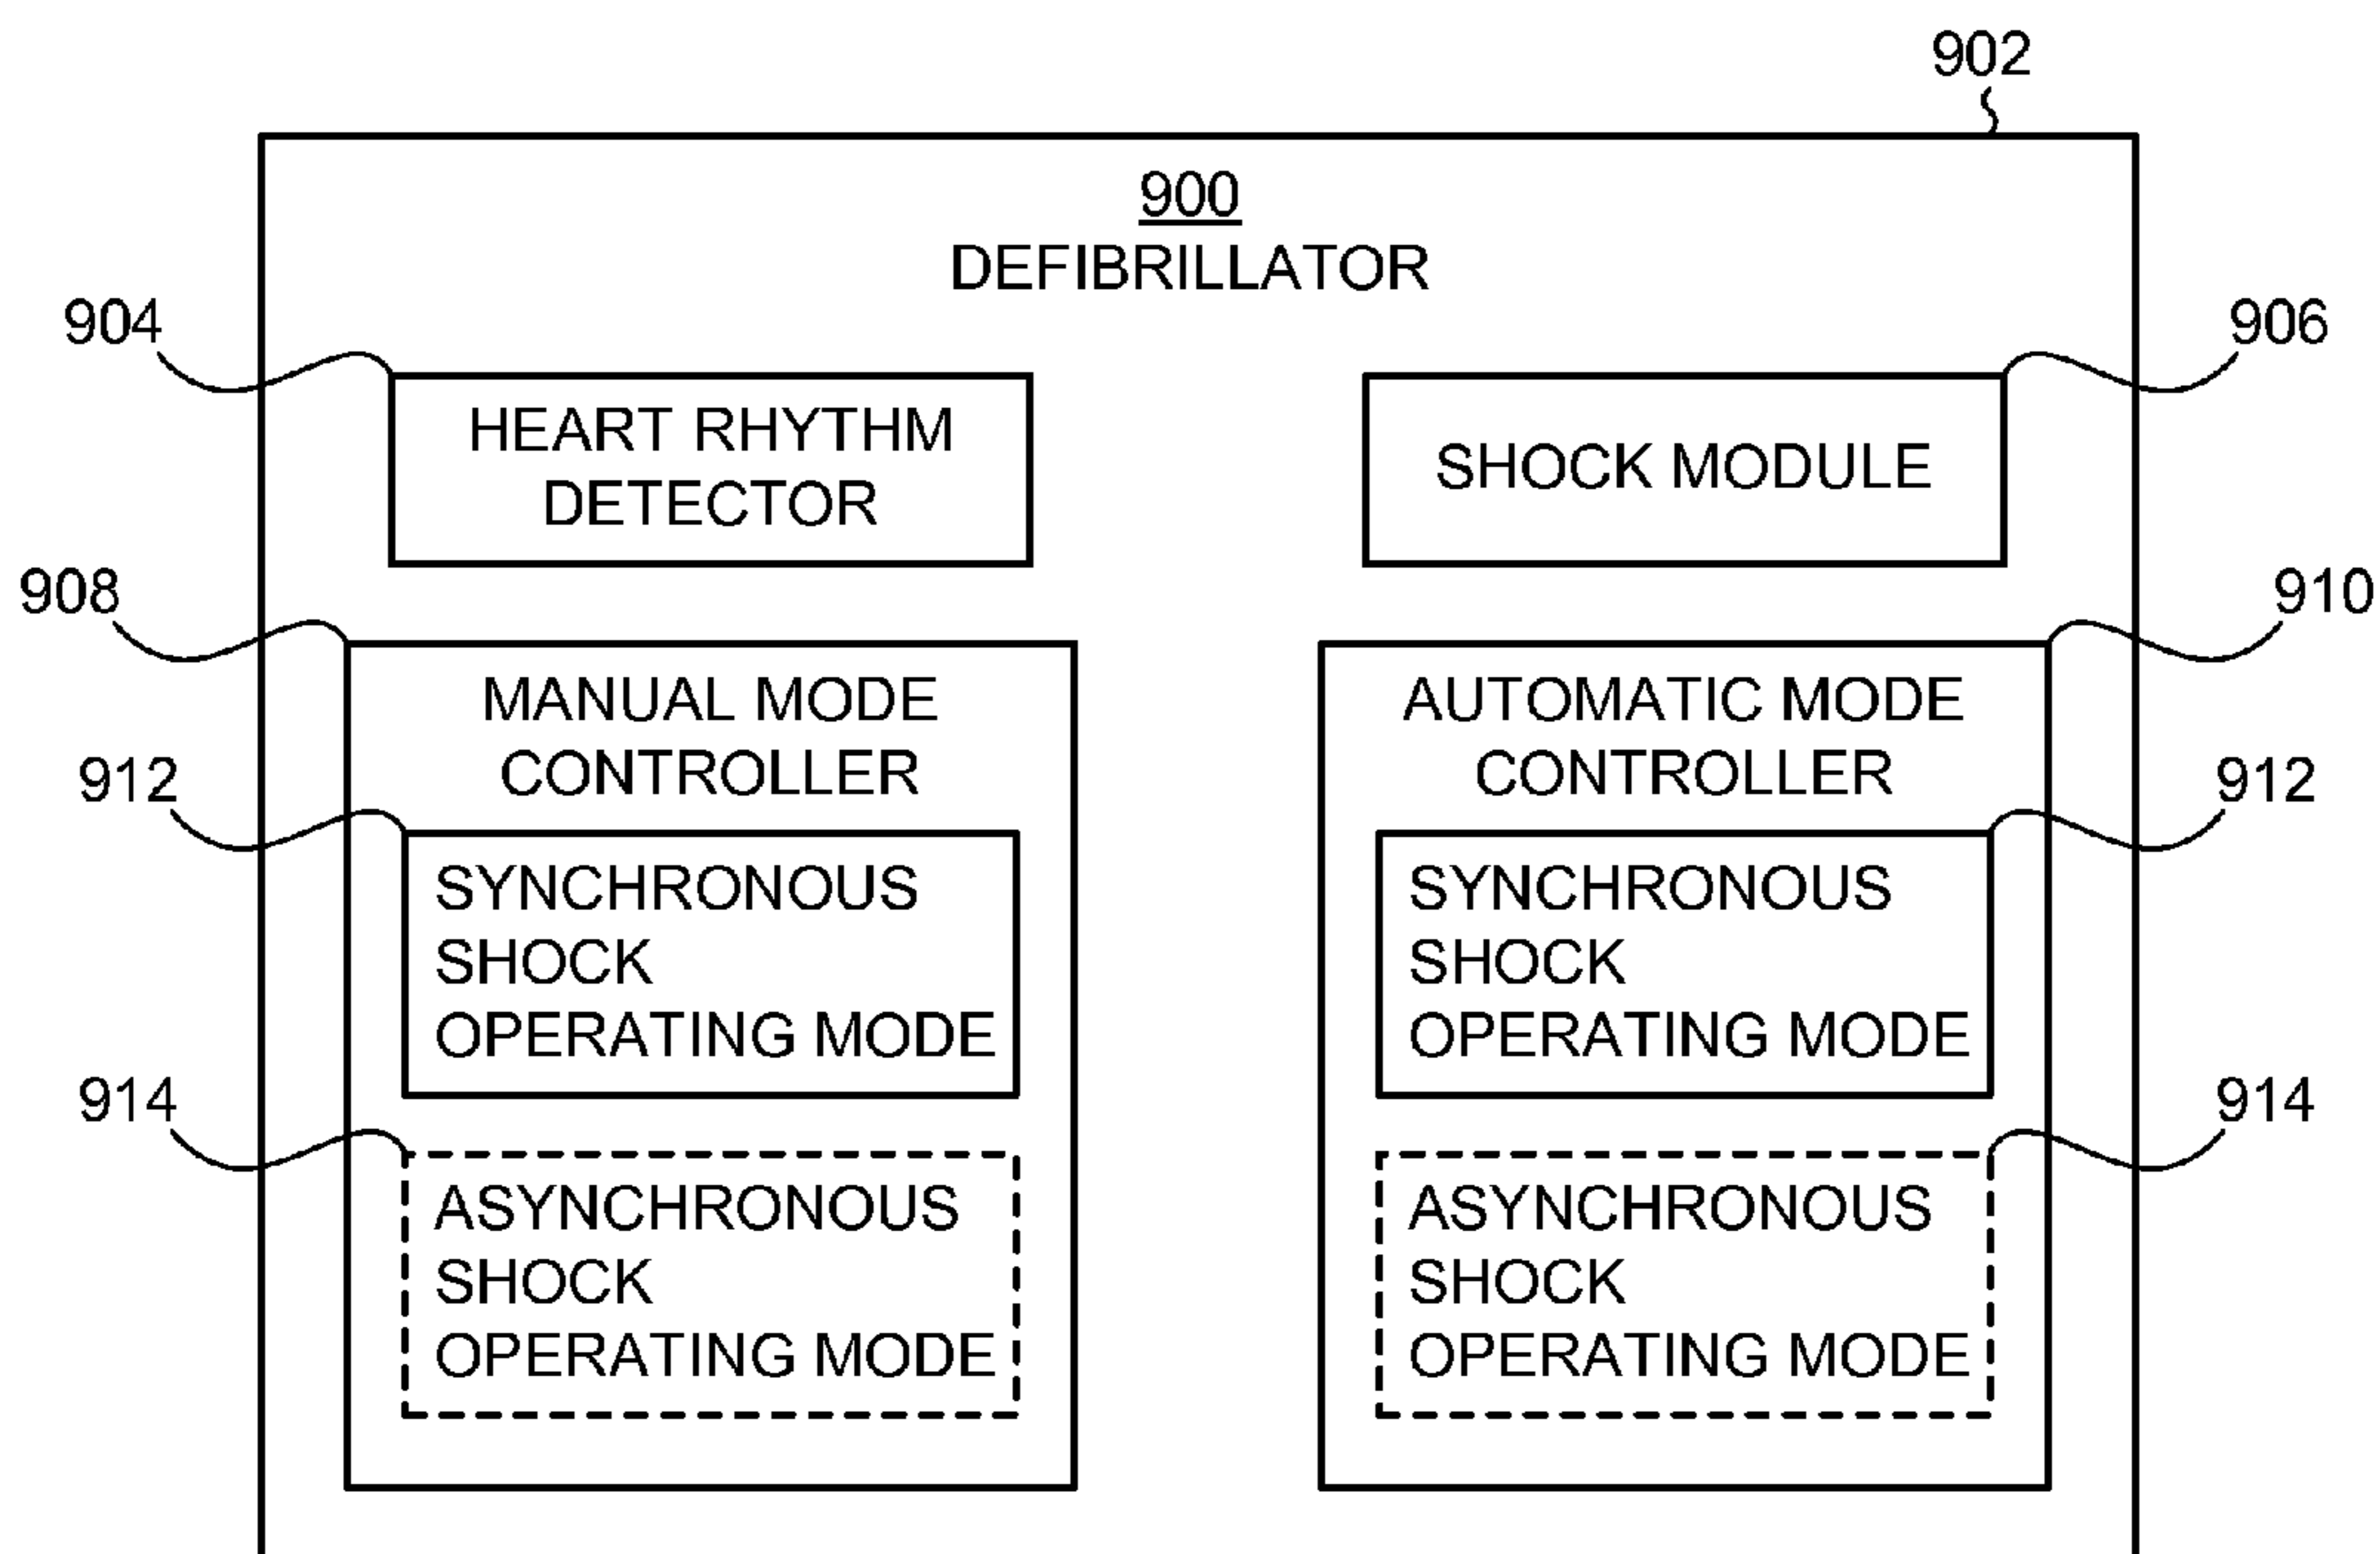 902
900
DEFIBRILLATOR
904
906
HEART RHYTHM
DETECTOR
SHOCK MODULE
908
910
MANUAL MODE
CONTROLLER
AUTOMATIC MODE
CONTROLLER
912
912
SYNCHRONOUS
SHOCK
OPERATING MODE
SYNCHRONOUS
SHOCK
OPERATING MODE
914
914
ASYNCHRONOUS
SHOCK
OPERATING MODE
ASYNCHRONOUS
SHOCK
OPERATING MODE